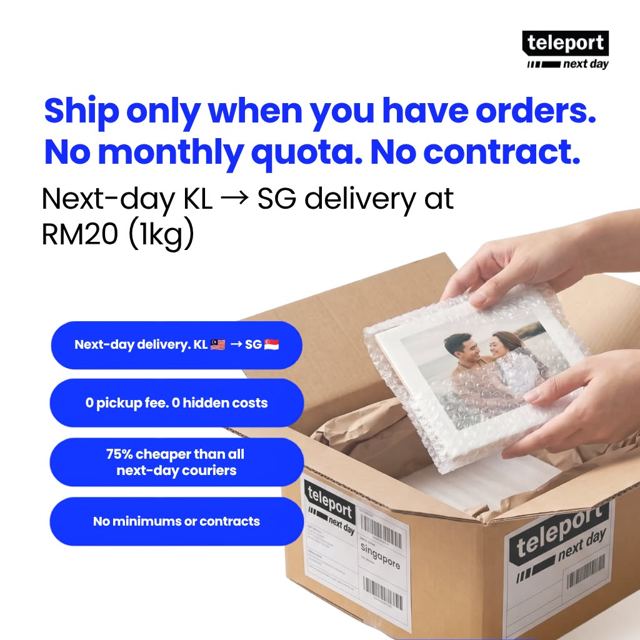 teleport
next day
Ship only when you have orders.
No monthly quota. No contract.
Next-day KL → SG delivery at
RM20 (1kg)
Next-day delivery. KL 🇲🇾 → SG 🇸🇬
0 pickup fee. 0 hidden costs
75% cheaper than all
next-day couriers
No minimums or contracts
teleport
next day
Singapore
teleport
next day